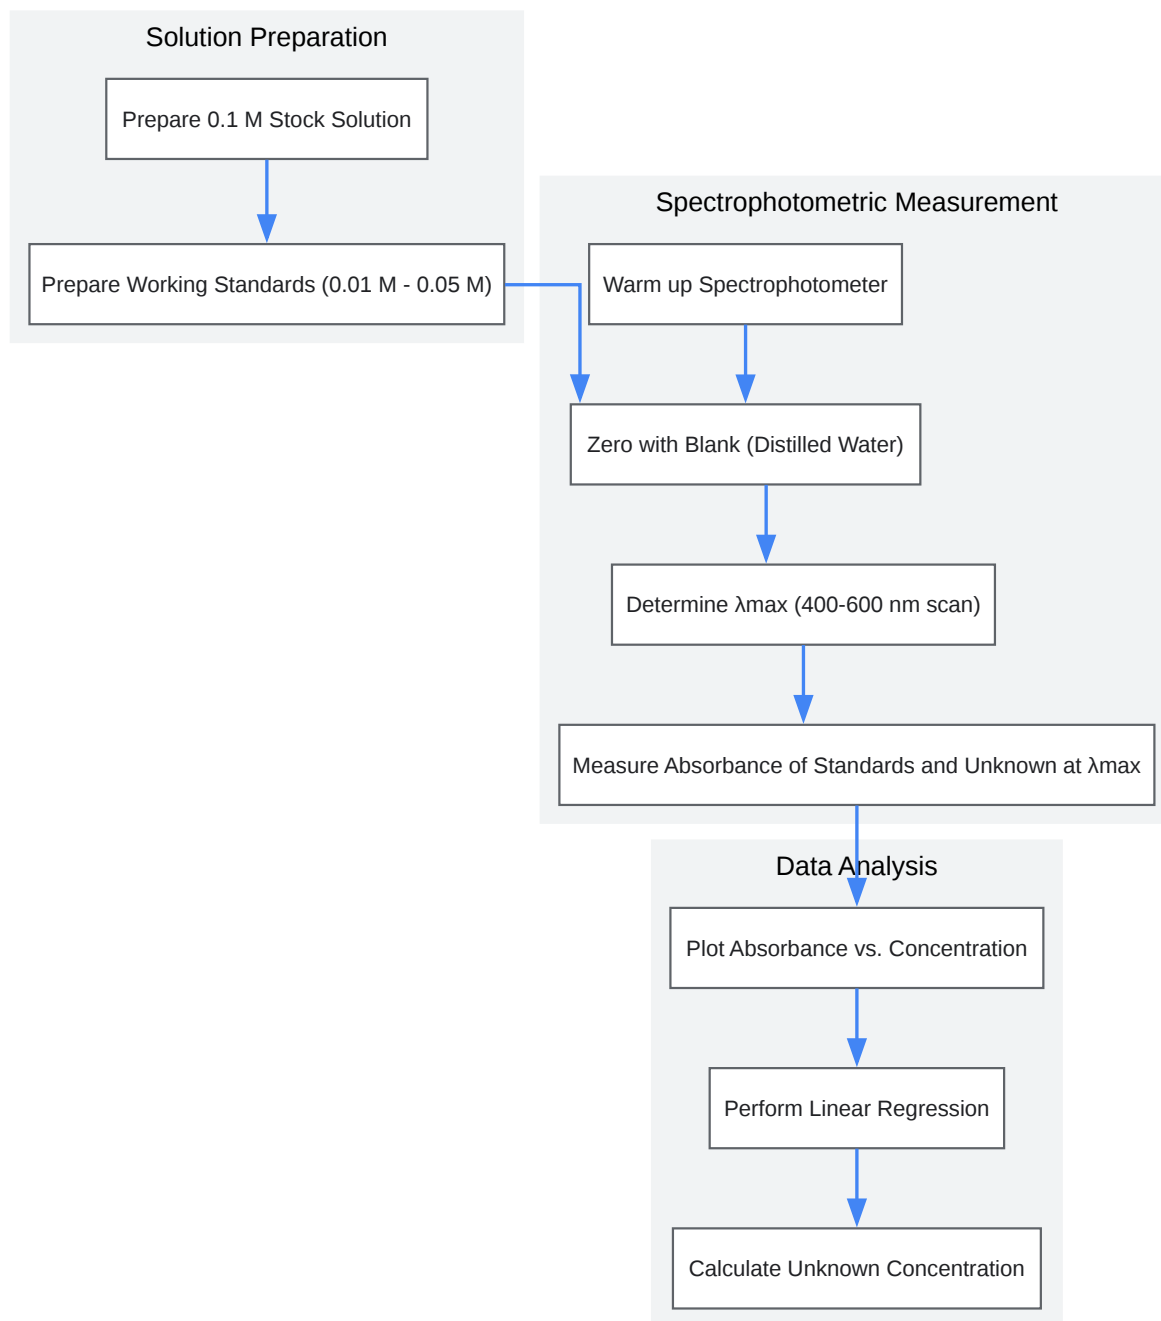 Solution Preparation
Prepare 0.1 M Stock Solution
Prepare Working Standards (0.01 M - 0.05 M)
Spectrophotometric Measurement
Warm up Spectrophotometer
Zero with Blank (Distilled Water)
Determine λmax (400-600 nm scan)
Measure Absorbance of Standards and Unknown at λmax
Data Analysis
Plot Absorbance vs. Concentration
Perform Linear Regression
Calculate Unknown Concentration